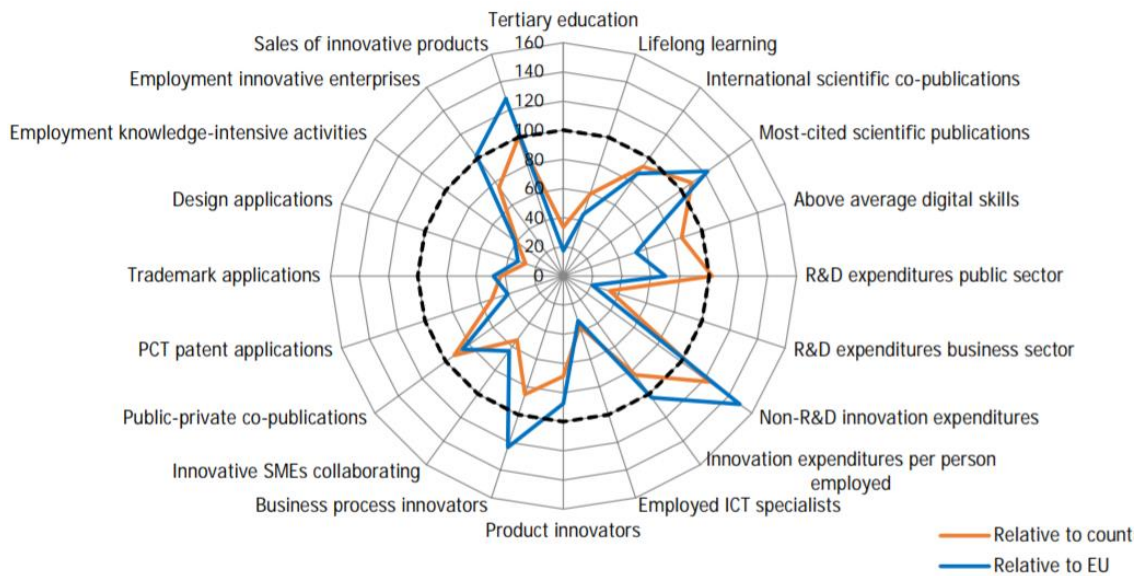 Tertiary education
Lifelong learning
International scientific co-publications
Most-cited scientific publications
Above average digital skills
R&D expenditures public sector
R&D expenditures business sector
Non-R&D innovation expenditures
Innovation expenditures per person
employed
Employed ICT specialists
Product innovators
Business process innovators
Innovative SMEs collaborating
Public-private co-publications
PCT patent applications
Trademark applications
Design applications
Employment knowledge-intensive activities
Employment innovative enterprises
Sales of innovative products
160
140
120
100
80
60
40
20
0
Relative to count
Relative to EU